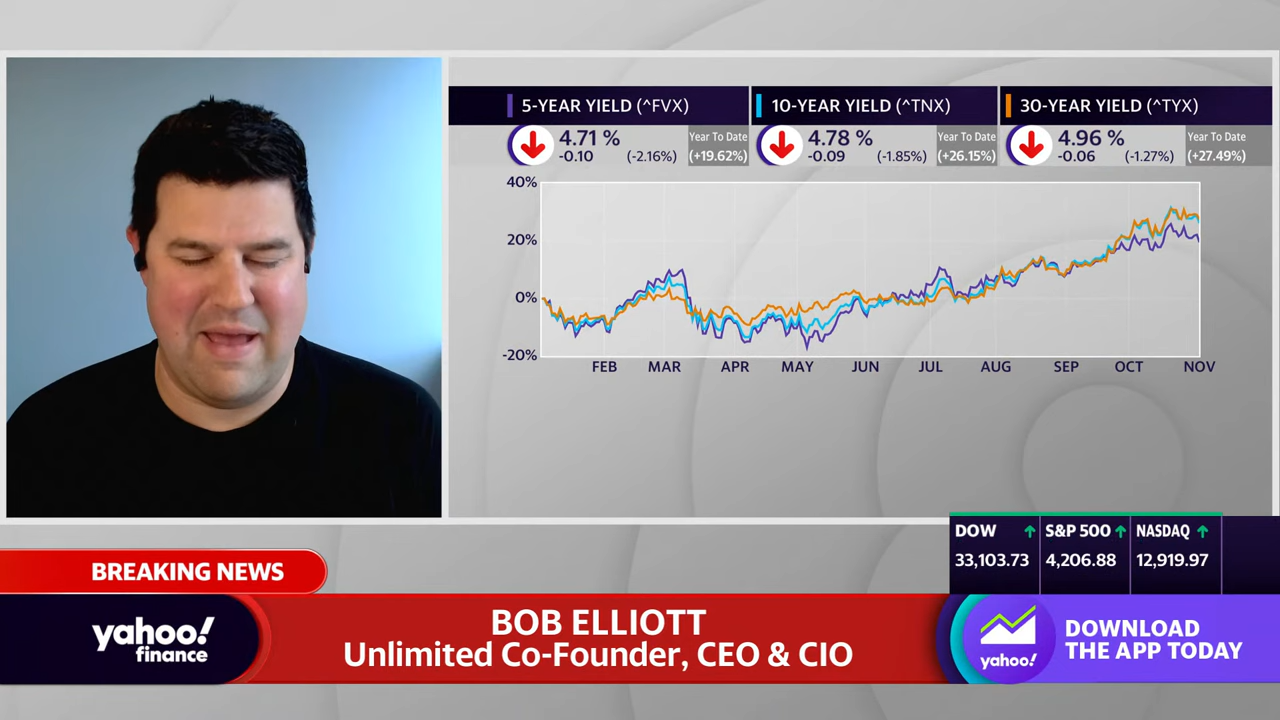 5-YEAR YIELD (^FVX)
4.71 %
-0.10 (-2.16%)
Year To Date
(+19.62%)
10-YEAR YIELD (^TNX)
4.78 %
-0.09 (-1.85%)
Year To Date
(+26.15%)
30-YEAR YIELD (^TYX)
4.96 %
-0.06 (-1.27%)
Year To Date
(+27.49%)
40%
20%
0%
-20%
FEB MAR APR MAY JUN JUL AUG SEP OCT NOV
DOW
33,103.73
S&P 500
4,206.88
NASDAQ
12,919.97
BREAKING NEWS
yahoo!
finance
BOB ELLIOTT
Unlimited Co-Founder, CEO & CIO
yahoo!
DOWNLOAD
THE APP TODAY